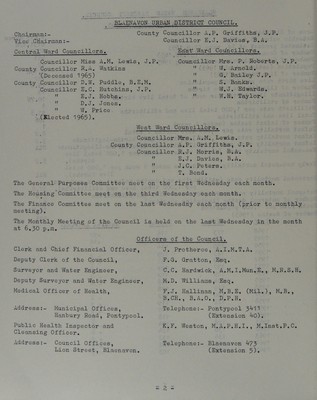 BLAENAVON URBAN DISTRICT COUNCIL.
Chairman:- County Councillor A.P. Griffiths, J.P.
Vice Chairman:- Councillor E.J. Davies, B.A.
Central Ward Councillors. East Ward Councillors.
Councillor Miss A.M. Lewis, J.P. Councillor Mrs. P. Roberts, J.P.
County Councillor R.A. Watkins " W. Arnold,
(Deceased 1965) " G. Bailey J.P.
County Councillor D.W. Puddle, B.E.M. " E. Banks.
Councillor E.C. Hutchins, J.P. " W.J. Edwards.
" E.J. Hobbs. " W.H. Taylor.
" D.J. Jones.
" W. Price
(Elected 1965).
West Ward Councillors.
Councillor Mrs. A.M. Lewis.
County Councillor A.P. Griffiths, J.P.
Councillor R.J. Morris, B.A.
" E.J. Davies, B.A.
" J.C. Peters.
" T. Bond.
The General Purposes Committee meet on the first Wednesday each month.
The Housing Committee meet on the third Wednesday each month.
The Finance Committee meet on the last Wednesday each month (prior to monthly
meeting).
The Monthly Meeting of the Council is held on the last Wednesday in the month
at 6.30 p.m.
Officers of the Council.
Clerk and Chief Financial Officer, J. Protheroe, A.I.M.T.A.
Deputy Clerk of the Council, F.G. Gratton, Esq.
Surveyor and Water Engineer, C.C. Hardwick, A.M.I.Mun.E., M.R.S.H.
Deputy Surveyor and Water Engineer, M.D. Williams, Esq.
Medical Officer of Health, F.J. Hallinan, M.B.E. (Mil.), M.B.,
B.CH., B.A.O., D.P.H.
Address:- Municipal Offices, Telephone:- Pontypool 3411
Hanbury Road, Pontypool. (Extension 40).
Public Health Inspector and K.F. Weston, M.A.P.H.I., M.Inst.P.C.
Cleansing Officer.
Address:- Council Offices, Telephone:- Blaenavon 473
Lion Street, Blaenavon. (Extension 5).
- 2 -